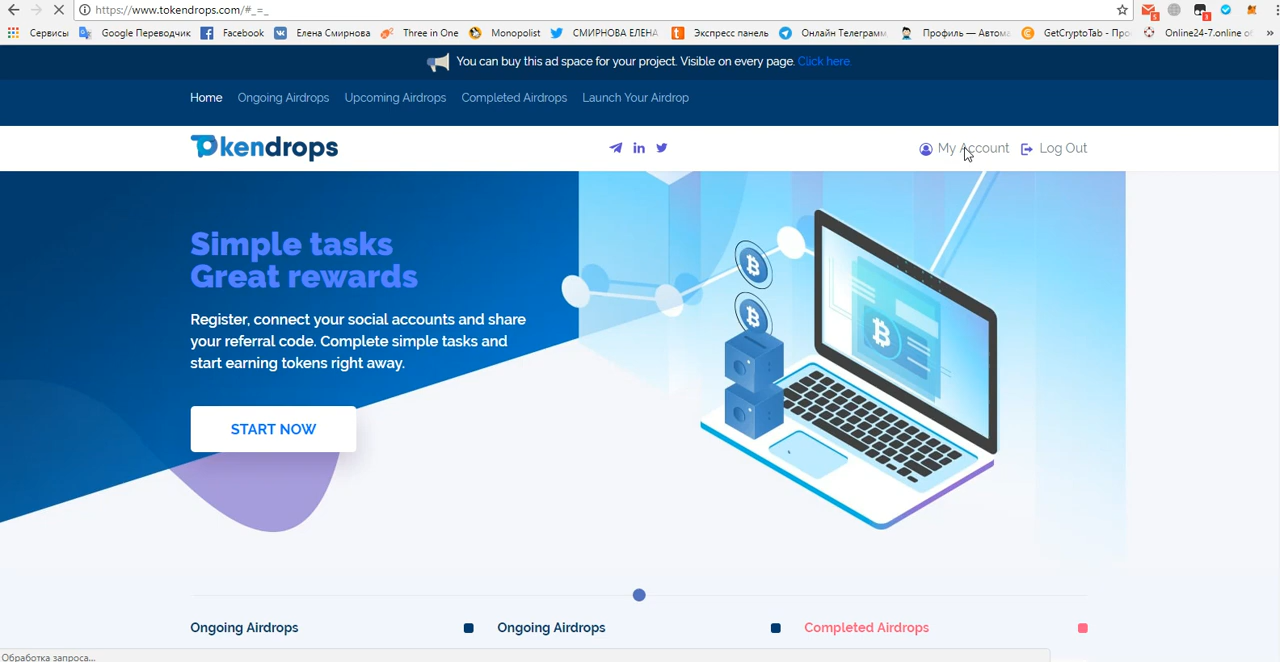 https://www.tokendrops.com/#_=_
5
3
Сервисы Google Переводчик Facebook Елена Смирнова Three in One Monopolist СМИРНОВА ЕЛЕНА Экспресс панель Онлайн Телеграмм Профиль — Автома GetCryptoTab - Про Online24-7.online о »
You can buy this ad space for your project. Visible on every page. Click here.
Home Ongoing Airdrops Upcoming Airdrops Completed Airdrops Launch Your Airdrop
Tokendrops
My Account Log Out
Simple tasks
Great rewards
Register, connect your social accounts and share
your referral code. Complete simple tasks and
start earning tokens right away.
START NOW
Ongoing Airdrops Ongoing Airdrops Completed Airdrops
Обработка запроса...